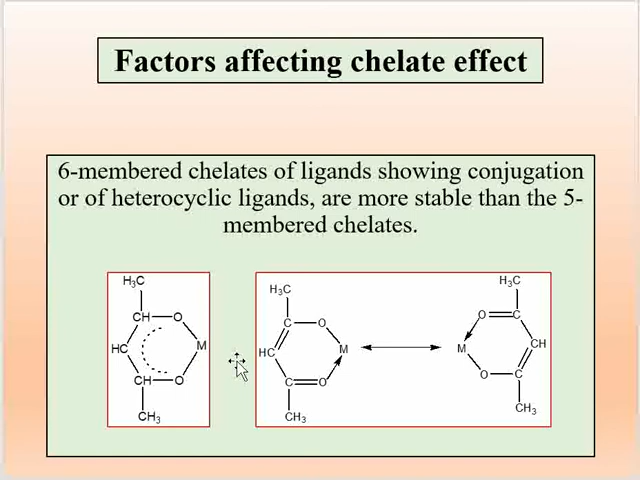 Factors affecting chelate effect
6-membered chelates of ligands showing conjugation
or of heterocyclic ligands, are more stable than the 5-
membered chelates.
H₃C
CH O
HC M
CH O
CH₃
H₃C
C O
HC M
C O
CH₃
H₃C
O C
M CH
O C
CH₃